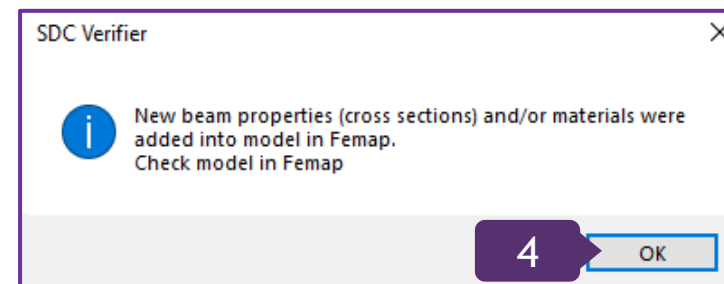 SDC Verifier
New beam properties (cross sections) and/or materials were
added into model in Femap.
Check model in Femap
4
OK